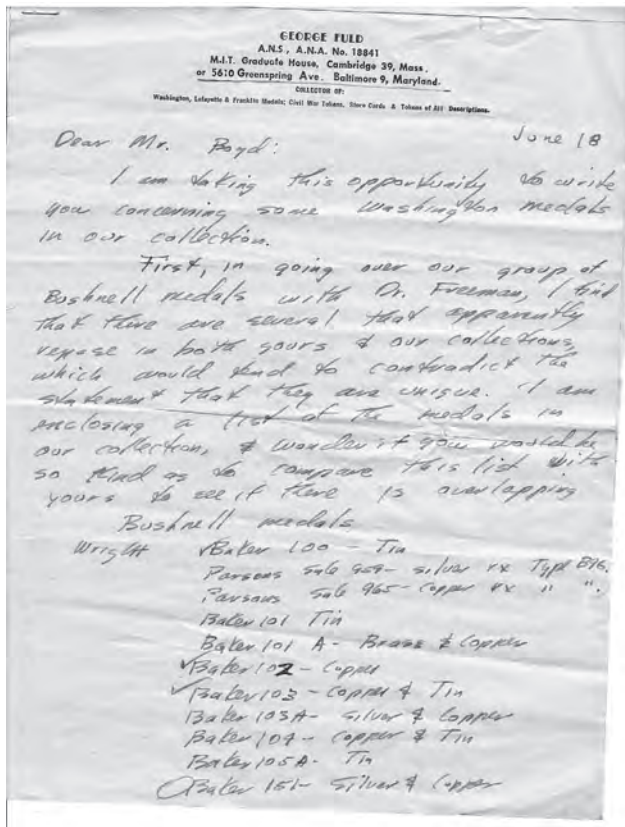 GEORGE FULD
A.N.S., A.N.A. No. 18841
M.I.T. Graduate House, Cambridge 39, Mass.
or 5610 Greenspring Ave. Baltimore 9, Maryland.
COLLECTOR OF:
Washington, Lafayette & Franklin Medals; Civil War Tokens, Store Cards & Tokens of All Descriptions.
June 18
Dear Mr. Boyd:
I am taking this opportunity to write
you concerning some Washington medals
in our collection.
First, in going over our group of
Bushnell medals with Dr. Freeman, I find
that there are several that apparently
repose in both yours & our collections,
which would tend to contradict the
statement that they are unique. I am
enclosing a list of the medals in
our collection, & wonder if you would be
so kind as to compare this list with
yours to see if there is overlapping
Bushnell medals
Wright ✓Baker 100 - Tin
Parsons Sale 959- silver Type B96.
Parsons Sale 965- Copper " ".
Baker 101 Tin
Baker 101 A- Brass & Copper
✓Baker 102 - Copper
✓Baker 103 - Copper & Tin
Baker 103A- Silver & Copper
Baker 104 - Copper & Tin
Baker 105A- Tin
Baker 151- Silver & Copper